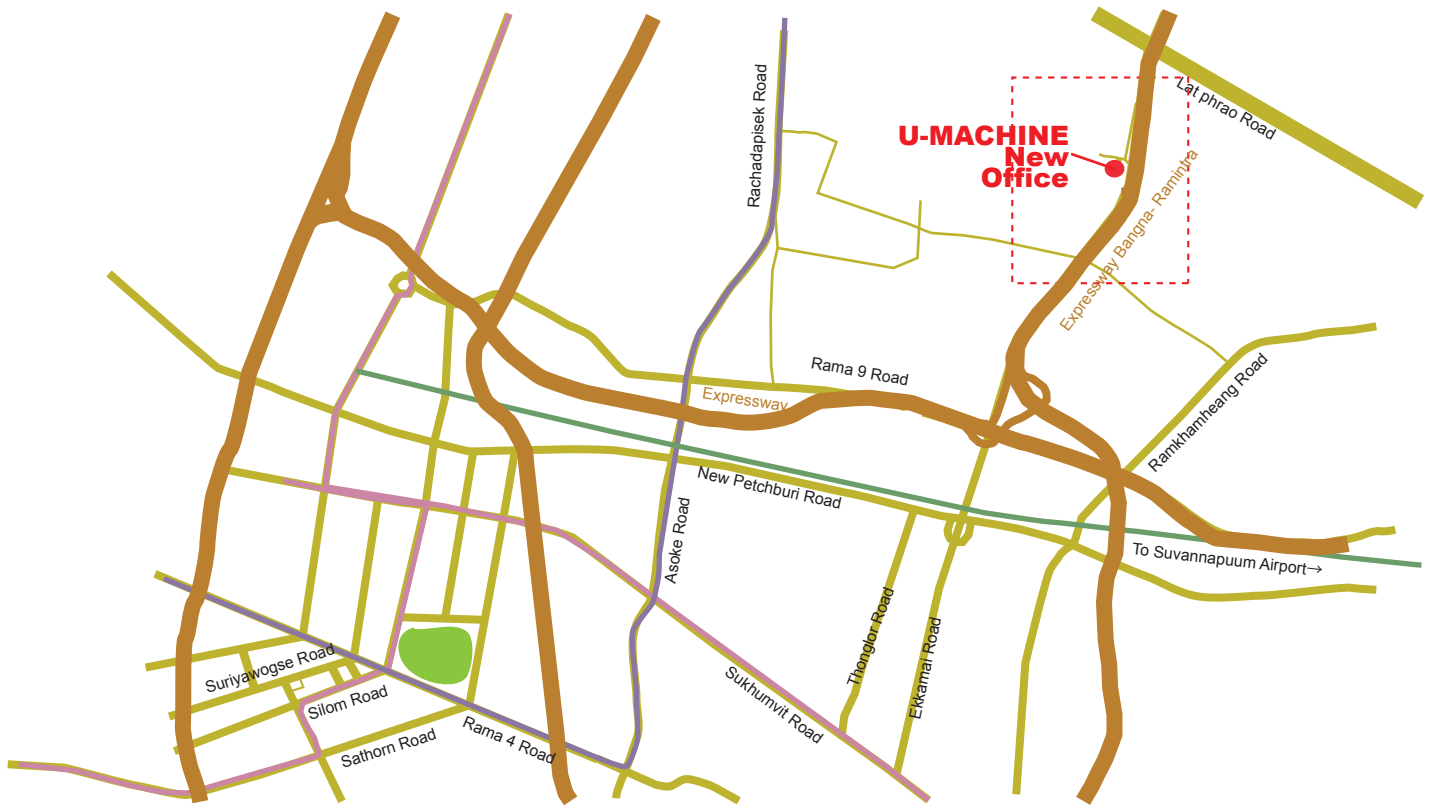 Lat phrao Road
Rachadapisek Road
U-MACHINE
New
Office
Expressway Bangna- Ramintra
Rama 9 Road
Expressway
Ramkhamheang Road
New Petchburi Road
Asoke Road
To Suvannapuum Airport→
Thonglor Road
Ekkamai Road
Suriyawogse Road
Silom Road
Sathorn Road
Rama 4 Road
Sukhumvit Road